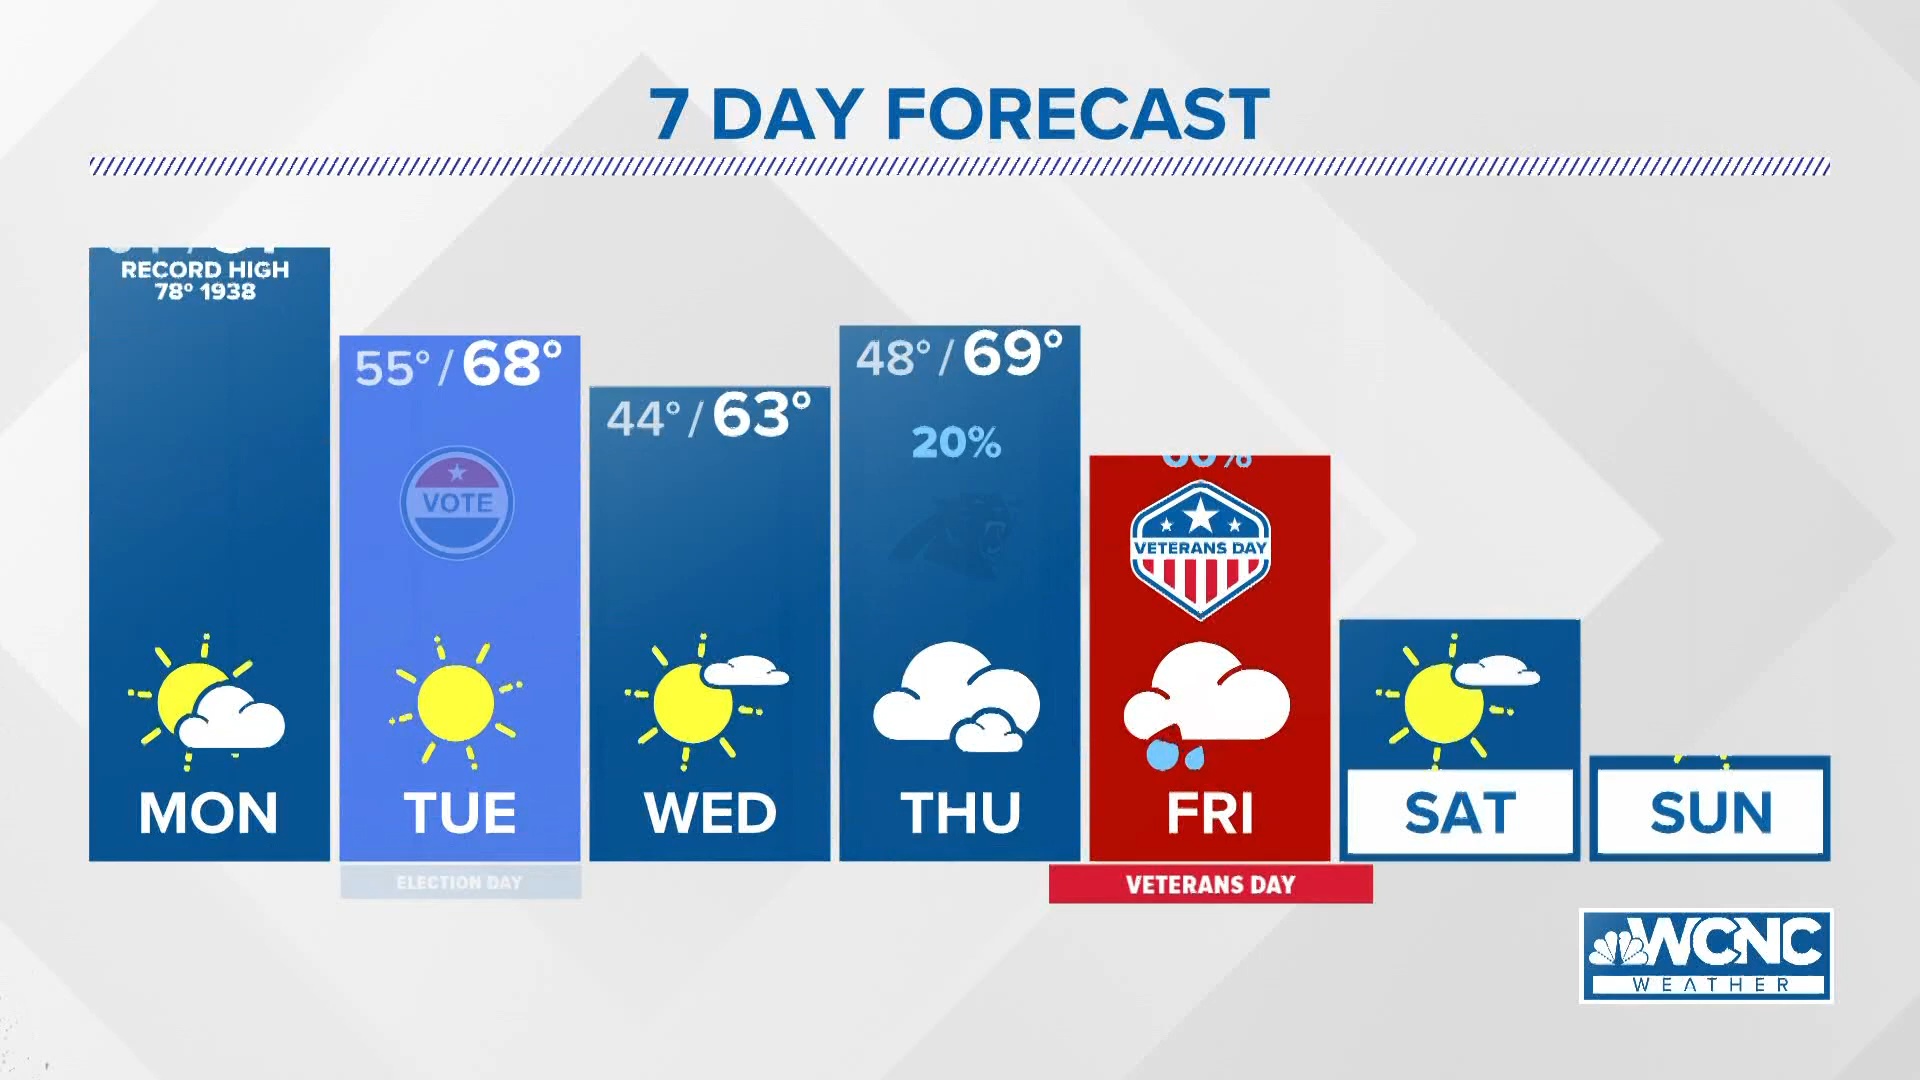 7 DAY FORECAST
RECORD HIGH
78° 1938
55° / 68°
44° / 63°
48° / 69°
20%
VOTE
VETERANS DAY
MON
TUE
WED
THU
FRI
SAT
SUN
ELECTION DAY
VETERANS DAY
WCNC
WEATHER